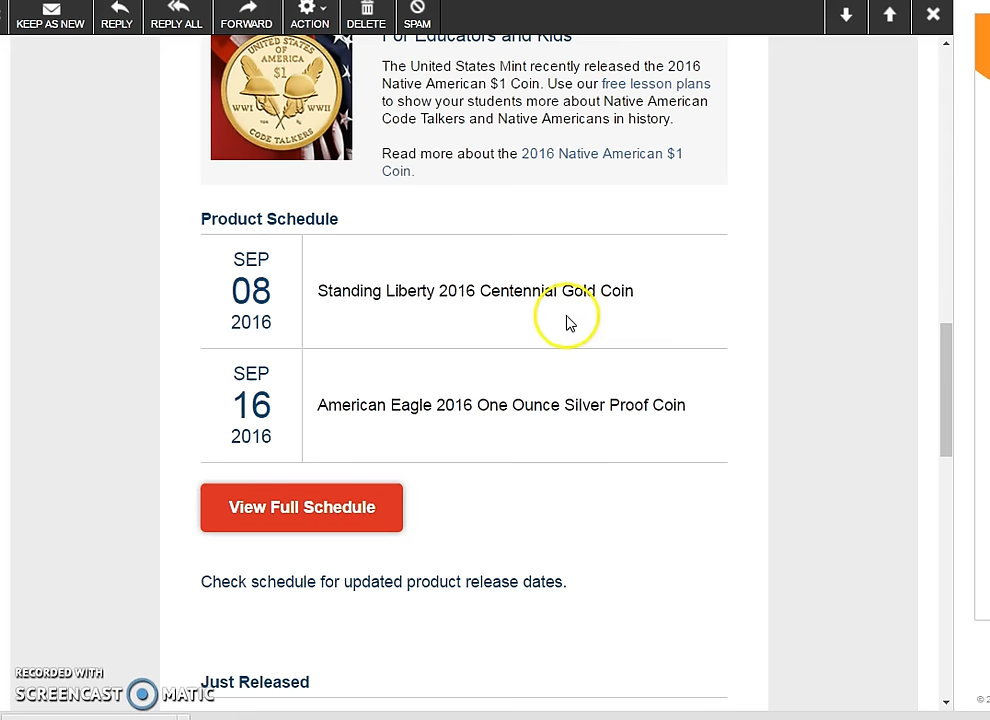 KEEP AS NEW
REPLY
REPLY ALL
FORWARD
ACTION
DELETE
SPAM
For Educators and Kids
UNITED STATES
OF
AMERICA
$1
WWI
WWII
CODE TALKERS
The United States Mint recently released the 2016
Native American $1 Coin. Use our free lesson plans
to show your students more about Native American
Code Talkers and Native Americans in history.
Read more about the 2016 Native American $1
Coin.
Product Schedule
SEP
08
2016
Standing Liberty 2016 Centennial Gold Coin
SEP
16
2016
American Eagle 2016 One Ounce Silver Proof Coin
View Full Schedule
Check schedule for updated product release dates.
Just Released
RECORDED WITH
SCREENCAST MATIC
© 2